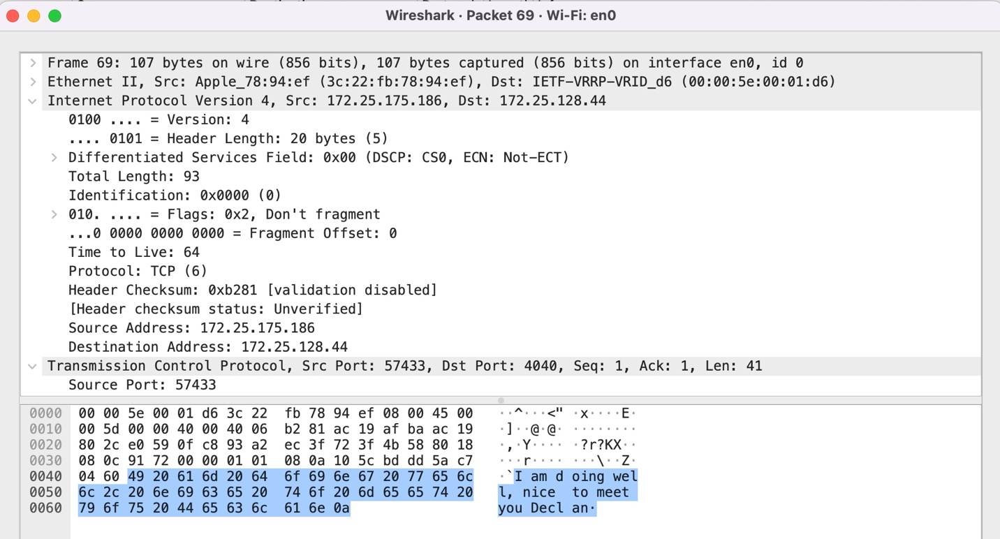 Wireshark · Packet 69 · Wi-Fi: en0
Frame 69: 107 bytes on wire (856 bits), 107 bytes captured (856 bits) on interface en0, id 0
Ethernet II, Src: Apple_78:94:ef (3c:22:fb:78:94:ef), Dst: IETF-VRRP-VRID_d6 (00:00:5e:00:01:d6)
Internet Protocol Version 4, Src: 172.25.175.186, Dst: 172.25.128.44
0100 .... = Version: 4
.... 0101 = Header Length: 20 bytes (5)
Differentiated Services Field: 0x00 (DSCP: CS0, ECN: Not-ECT)
Total Length: 93
Identification: 0x0000 (0)
010. .... = Flags: 0x2, Don't fragment
...0 0000 0000 0000 = Fragment Offset: 0
Time to Live: 64
Protocol: TCP (6)
Header Checksum: 0xb281 [validation disabled]
[Header checksum status: Unverified]
Source Address: 172.25.175.186
Destination Address: 172.25.128.44
Transmission Control Protocol, Src Port: 57433, Dst Port: 4040, Seq: 1, Ack: 1, Len: 41
Source Port: 57433
0000 00 00 5e 00 01 d6 3c 22 fb 78 94 ef 08 00 45 00 ··^···<" ·x····E·
0010 00 5d 00 00 40 00 40 06 b2 81 ac 19 af ba ac 19 ·]··@·@· ········
0020 80 2c e0 59 0f c8 93 a2 ec 3f 72 3f 4b 58 80 18 ·,·Y···· ·?r?KX··
0030 08 0c 91 72 00 00 01 01 08 0a 10 5c bd dd 5a c7 ···r···· ···\··Z·
0040 04 60 49 20 61 6d 20 64 6f 69 6e 67 20 77 65 6c ·`I am d oing wel
0050 6c 2c 20 6e 69 63 65 20 74 6f 20 6d 65 65 74 20 l, nice to meet
0060 79 6f 75 20 44 65 63 6c 61 6e 0a you Decl an·